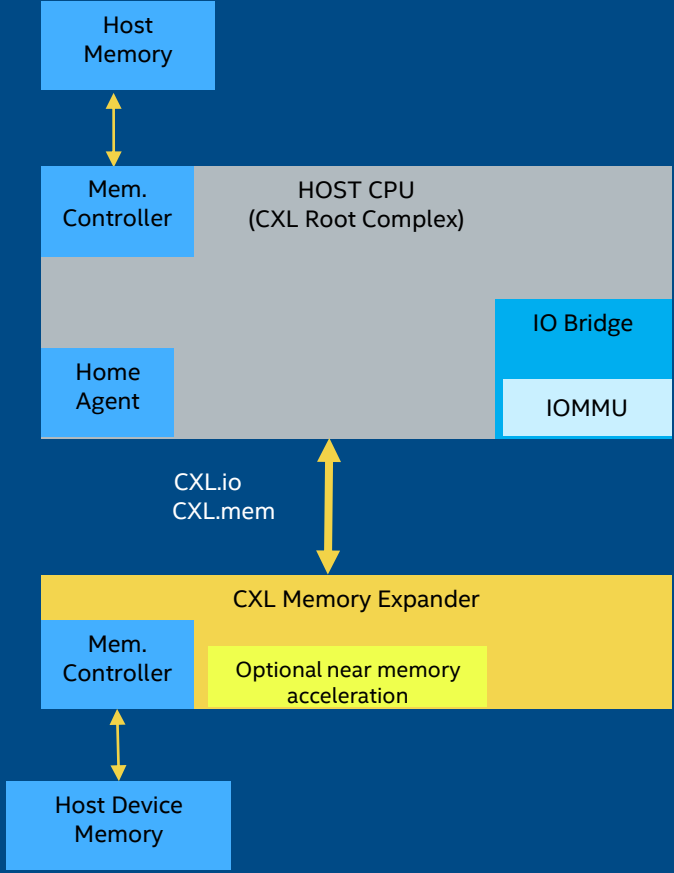 Host
Memory
Mem.
Controller
HOST CPU
(CXL Root Complex)
IO Bridge
Home
Agent
IOMMU
CXL.io
CXL.mem
CXL Memory Expander
Mem.
Controller
Optional near memory
acceleration
Host Device
Memory